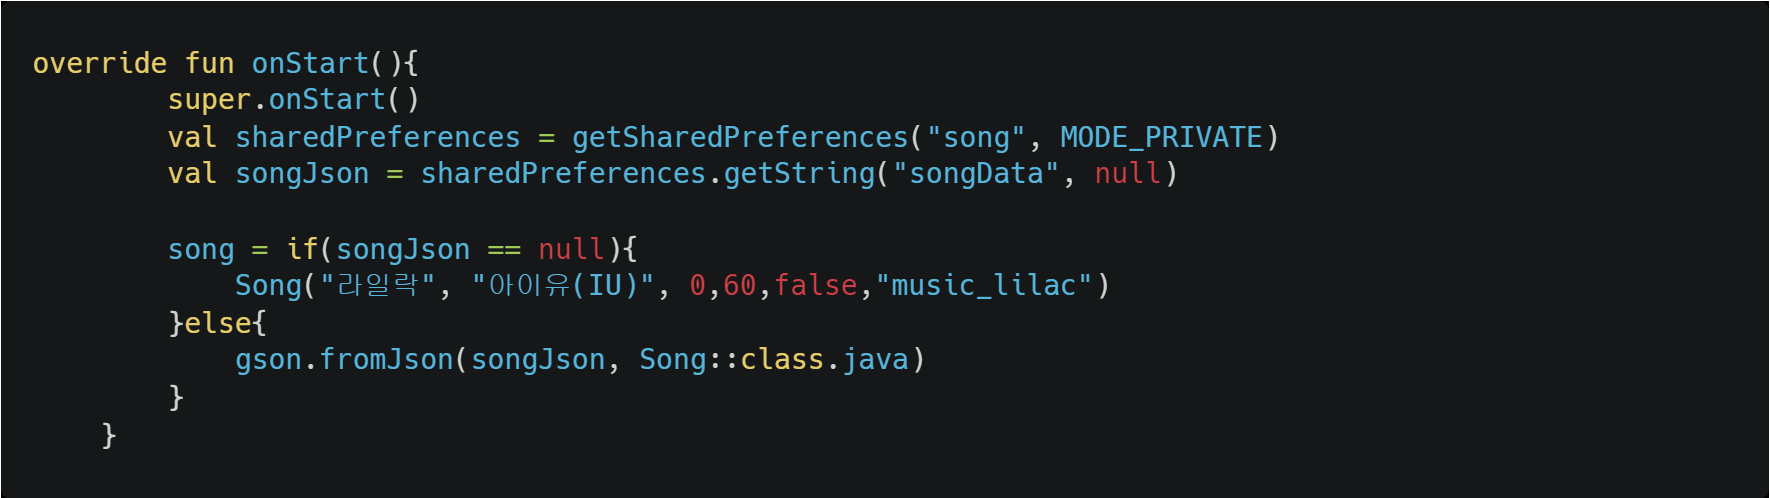 override fun onStart(){
        super.onStart()
        val sharedPreferences = getSharedPreferences("song", MODE_PRIVATE)
        val songJson = sharedPreferences.getString("songData", null)

        song = if(songJson == null){
            Song("라일락", "아이유(IU)", 0,60,false,"music_lilac")
        }else{
            gson.fromJson(songJson, Song::class.java)
        }
    }